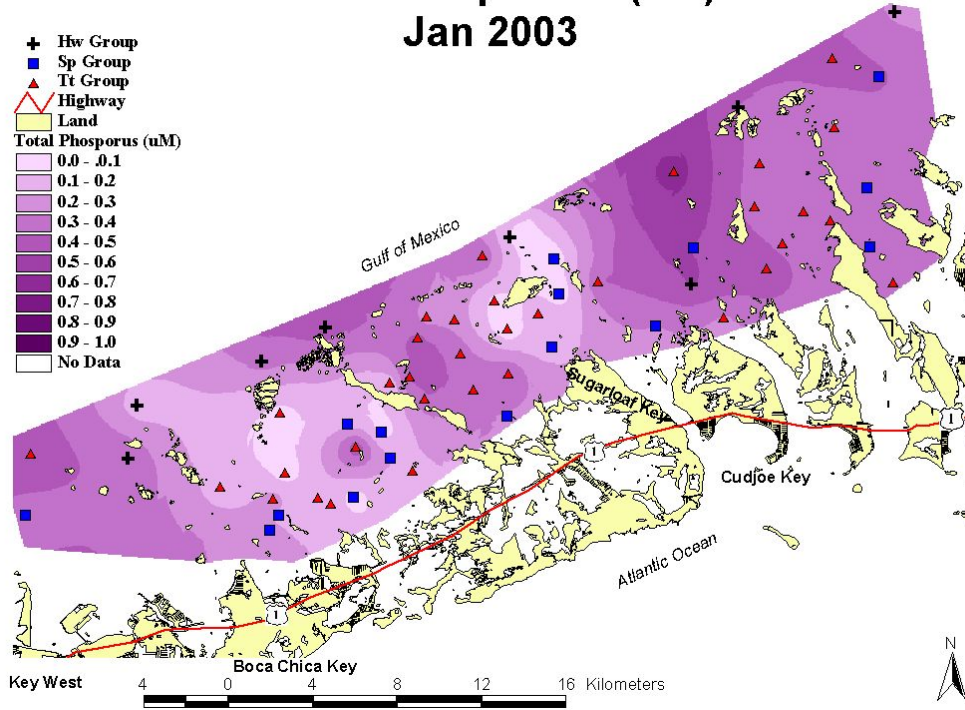 Jan 2003
Hw Group
Sp Group
Tt Group
Highway
Land
Total Phosporus (uM)
0.0 - .0.1
0.1 - 0.2
0.2 - 0.3
0.3 - 0.4
0.4 - 0.5
0.5 - 0.6
0.6 - 0.7
0.7 - 0.8
0.8 - 0.9
0.9 - 1.0
No Data
Gulf of Mexico
Sugarloaf Key
1
1
Cudjoe Key
Atlantic Ocean
1
Boca Chica Key
Key West
4 0 4 8 12 16 Kilometers
N